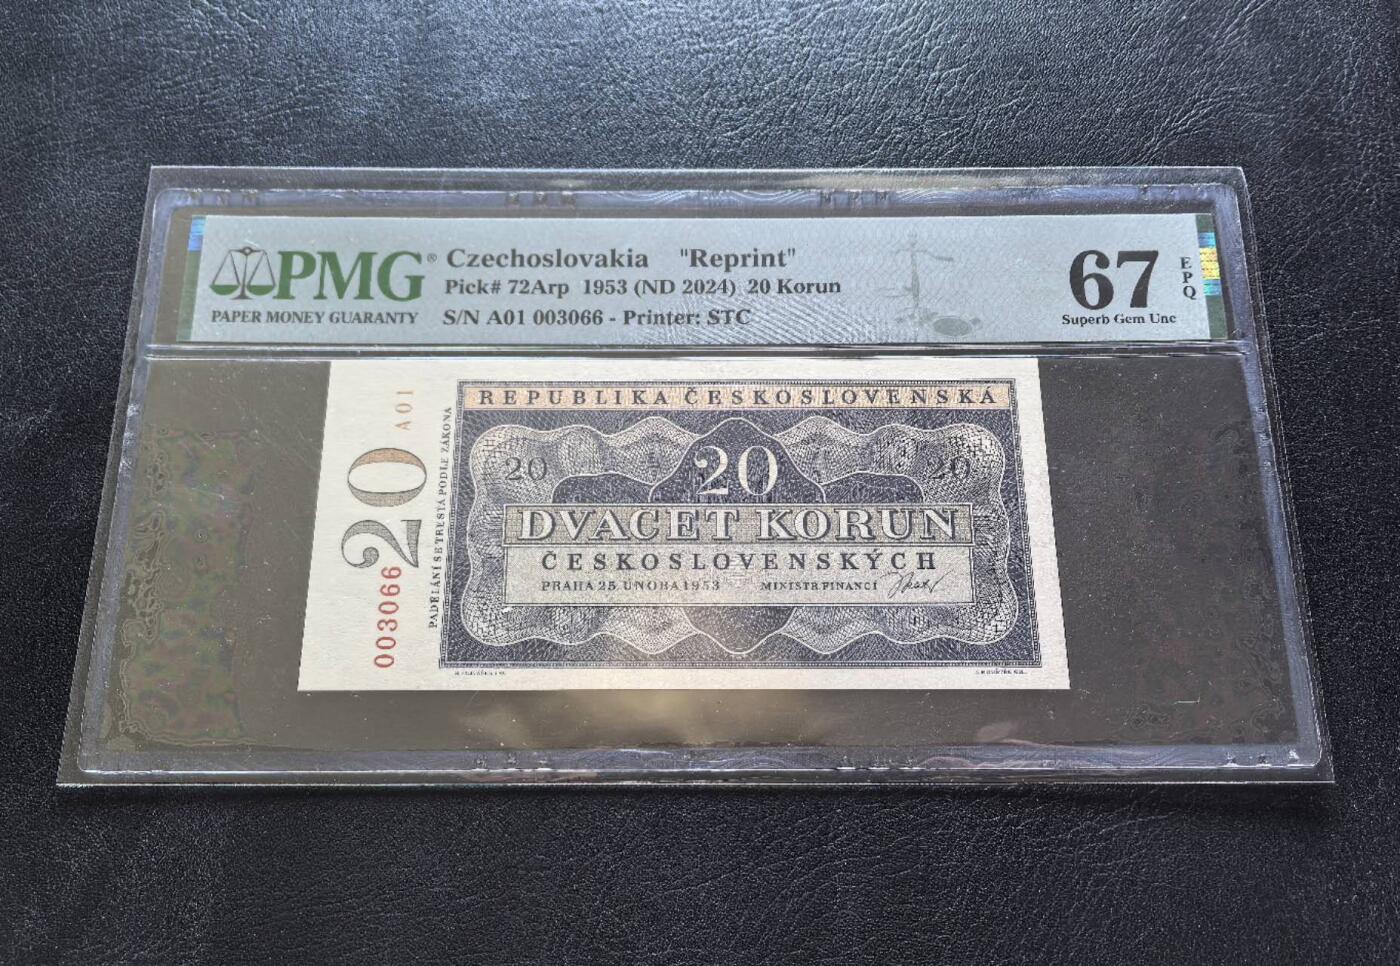 PMG®
PAPER MONEY GUARANTY
Czechoslovakia "Reprint"
Pick# 72Arp 1953 (ND 2024) 20 Korun
S/N A01 003066 - Printer: STC
67
EPQ
Superb Gem Unc
A01
20
003066
PADĚLÁNÍ SE TRESTÁ PODLE ZÁKONA
REPUBLIKA ČESKOSLOVENSKÁ
20 20 20
DVACET KORUN
ČESKOSLOVENSKÝCH
PRAHA 25. ÚNORA 1953 MINISTR FINANCÍ